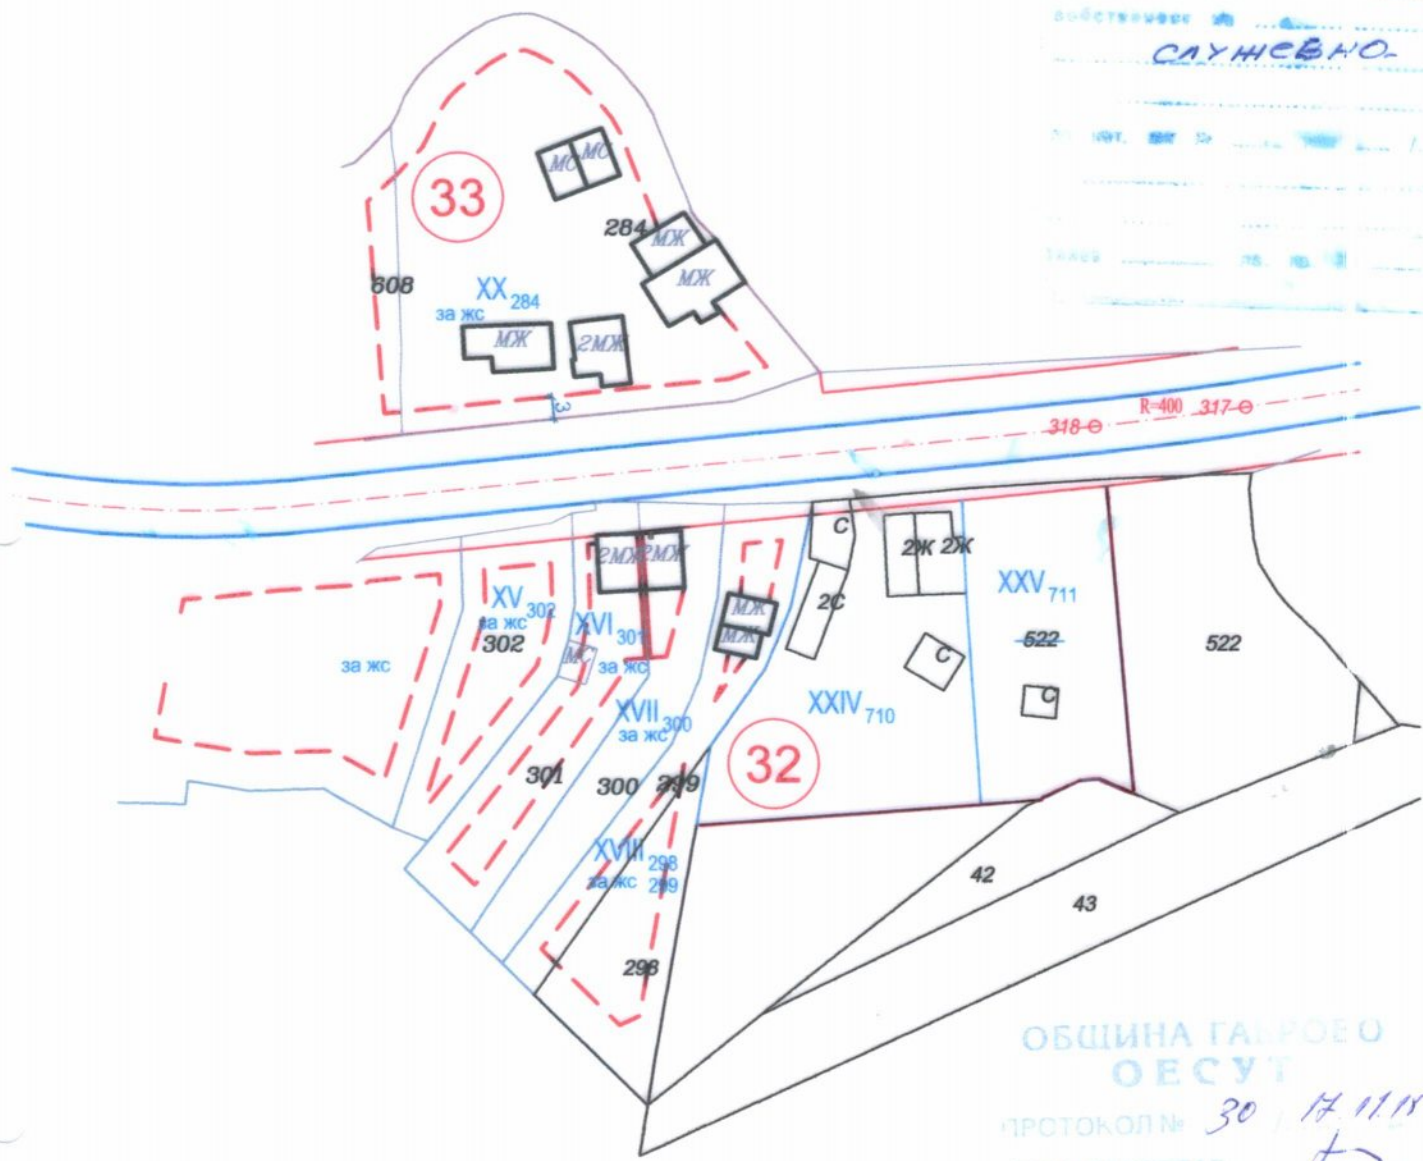 СЛУЖЕБНО-
МС МС
33
284
МЖ
МЖ
608
XX 284
за жс
МЖ
2МЖ
3
R=400 317
318
С
2МЖ 2МЖ
2Ж 2Ж
XXV 711
XV 302
за жс
302
XVI 301
за жс
МС
МЖ
МЖ
2С
С
522
522
за жс
С
XVII 300
за жс
XXIV 710
32
301
300
299
XVIII 298
за жс 299
42
43
298
ОБЩИНА ГАБРОВО
ОЕСУТ
ПРОТОКОЛ № 30 17.11.18